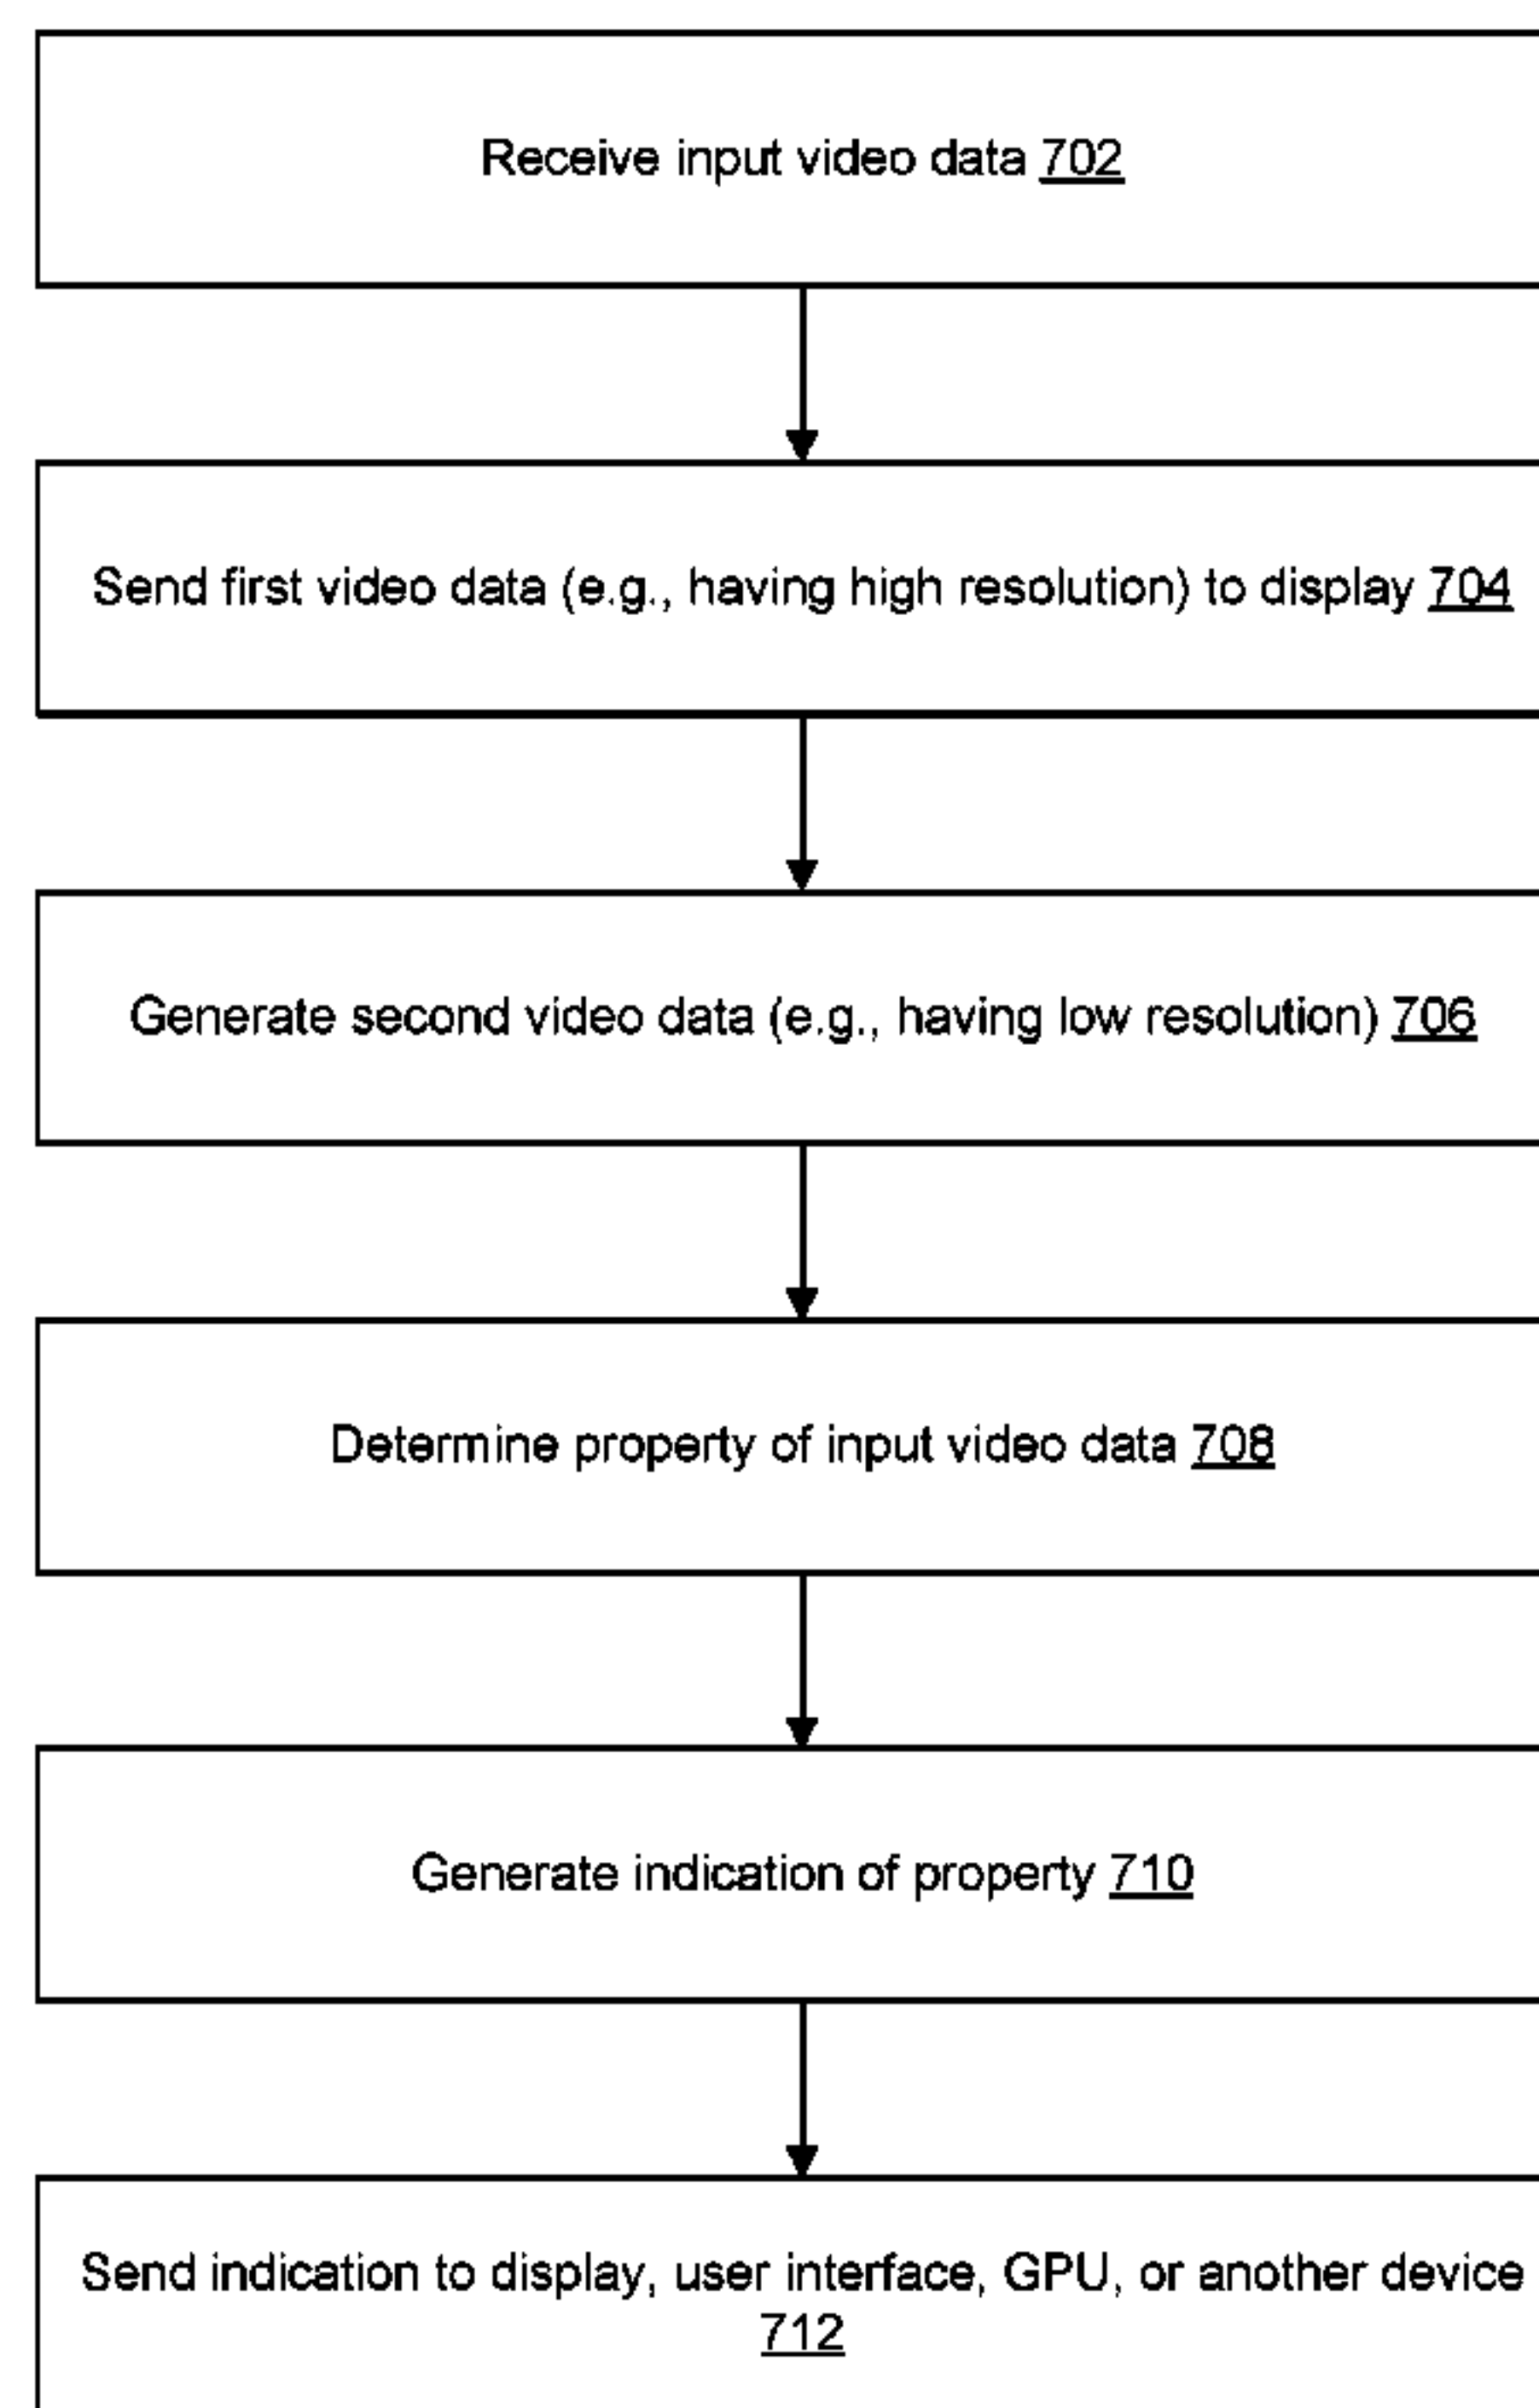 Receive input video data 702
Send first video data (e.g., having high resolution) to display 704
Generate second video data (e.g., having low resolution) 706
Determine property of input video data 708
Generate indication of property 710
Send indication to display, user interface, GPU, or another device
712